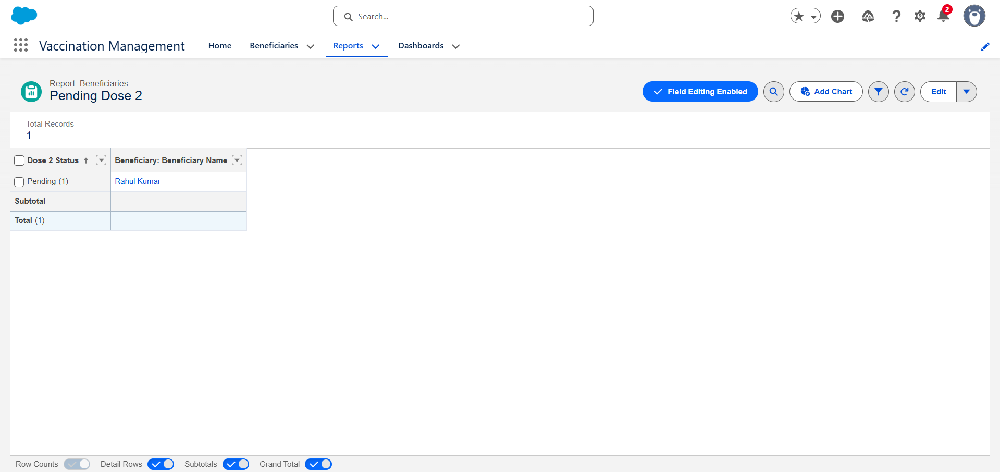 Search...
2
Vaccination Management Home Beneficiaries Reports Dashboards
Report: Beneficiaries
Pending Dose 2
Field Editing Enabled Add Chart Edit
Total Records
1
Dose 2 Status Beneficiary: Beneficiary Name
Pending (1) Rahul Kumar
Subtotal
Total (1)
Row Counts Detail Rows Subtotals Grand Total